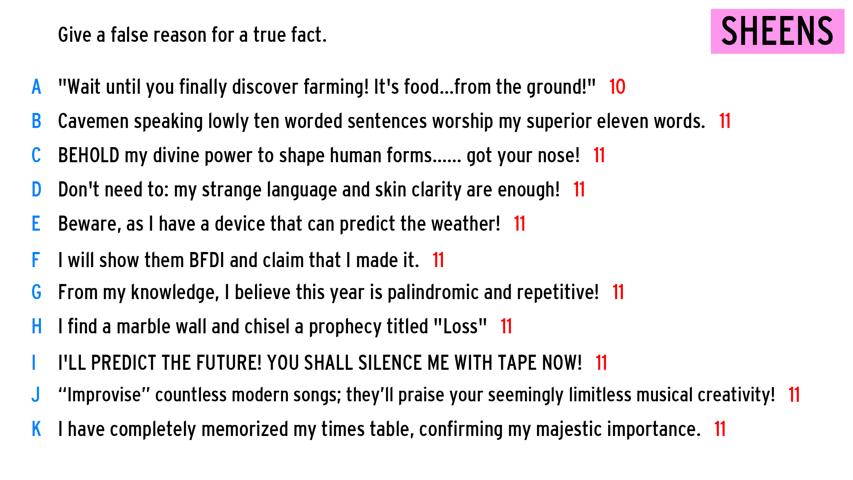 Give a false reason for a true fact.
SHEENS
A "Wait until you finally discover farming! It's food...from the ground!" 10
B Cavemen speaking lowly ten worded sentences worship my superior eleven words. 11
C BEHOLD my divine power to shape human forms...... got your nose! 11
D Don't need to: my strange language and skin clarity are enough! 11
E Beware, as I have a device that can predict the weather! 11
F I will show them BFDI and claim that I made it. 11
G From my knowledge, I believe this year is palindromic and repetitive! 11
H I find a marble wall and chisel a prophecy titled "Loss" 11
I I'LL PREDICT THE FUTURE! YOU SHALL SILENCE ME WITH TAPE NOW! 11
J “Improvise” countless modern songs; they’ll praise your seemingly limitless musical creativity! 11
K I have completely memorized my times table, confirming my majestic importance. 11